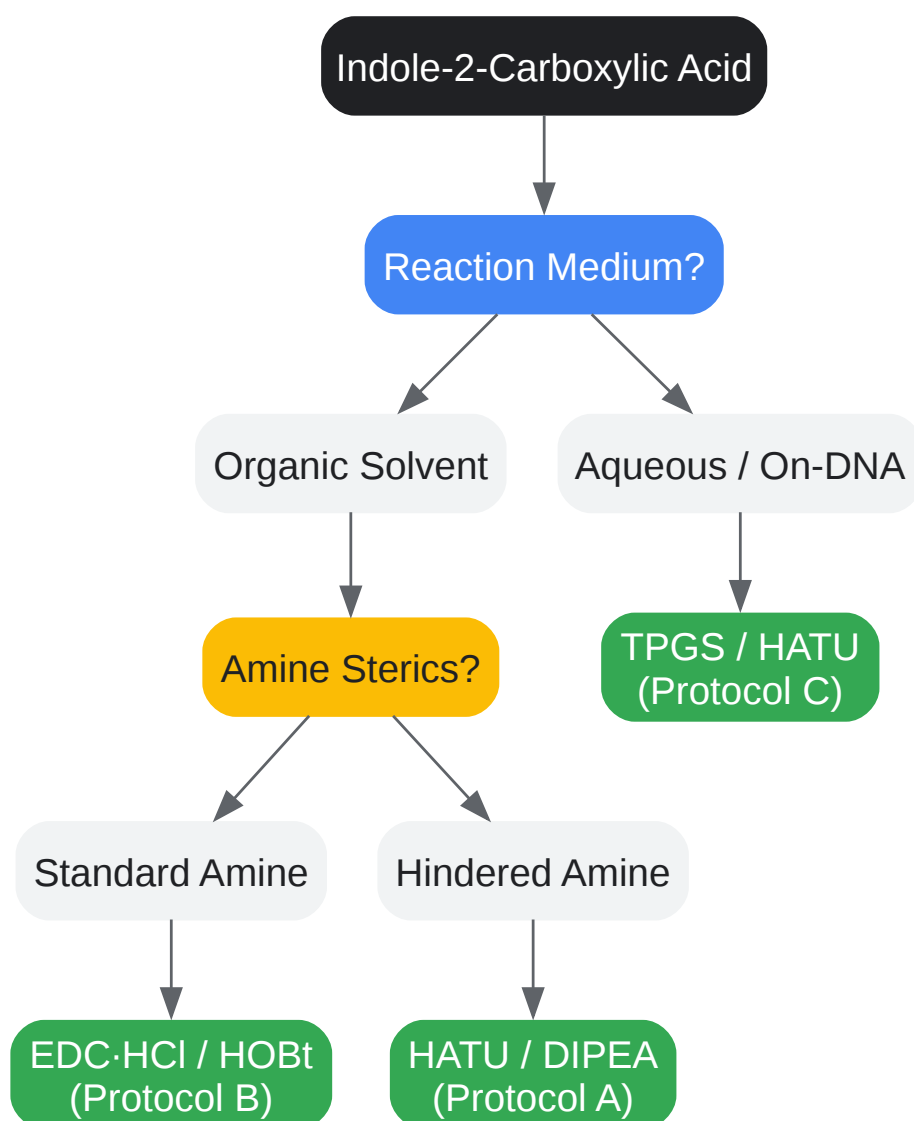 Indole-2-Carboxylic Acid
Reaction Medium?
Organic Solvent
Aqueous / On-DNA
Amine Sterics?
TPGS / HATU
(Protocol C)
Standard Amine
Hindered Amine
EDC·HCl / HOBt
(Protocol B)
HATU / DIPEA
(Protocol A)